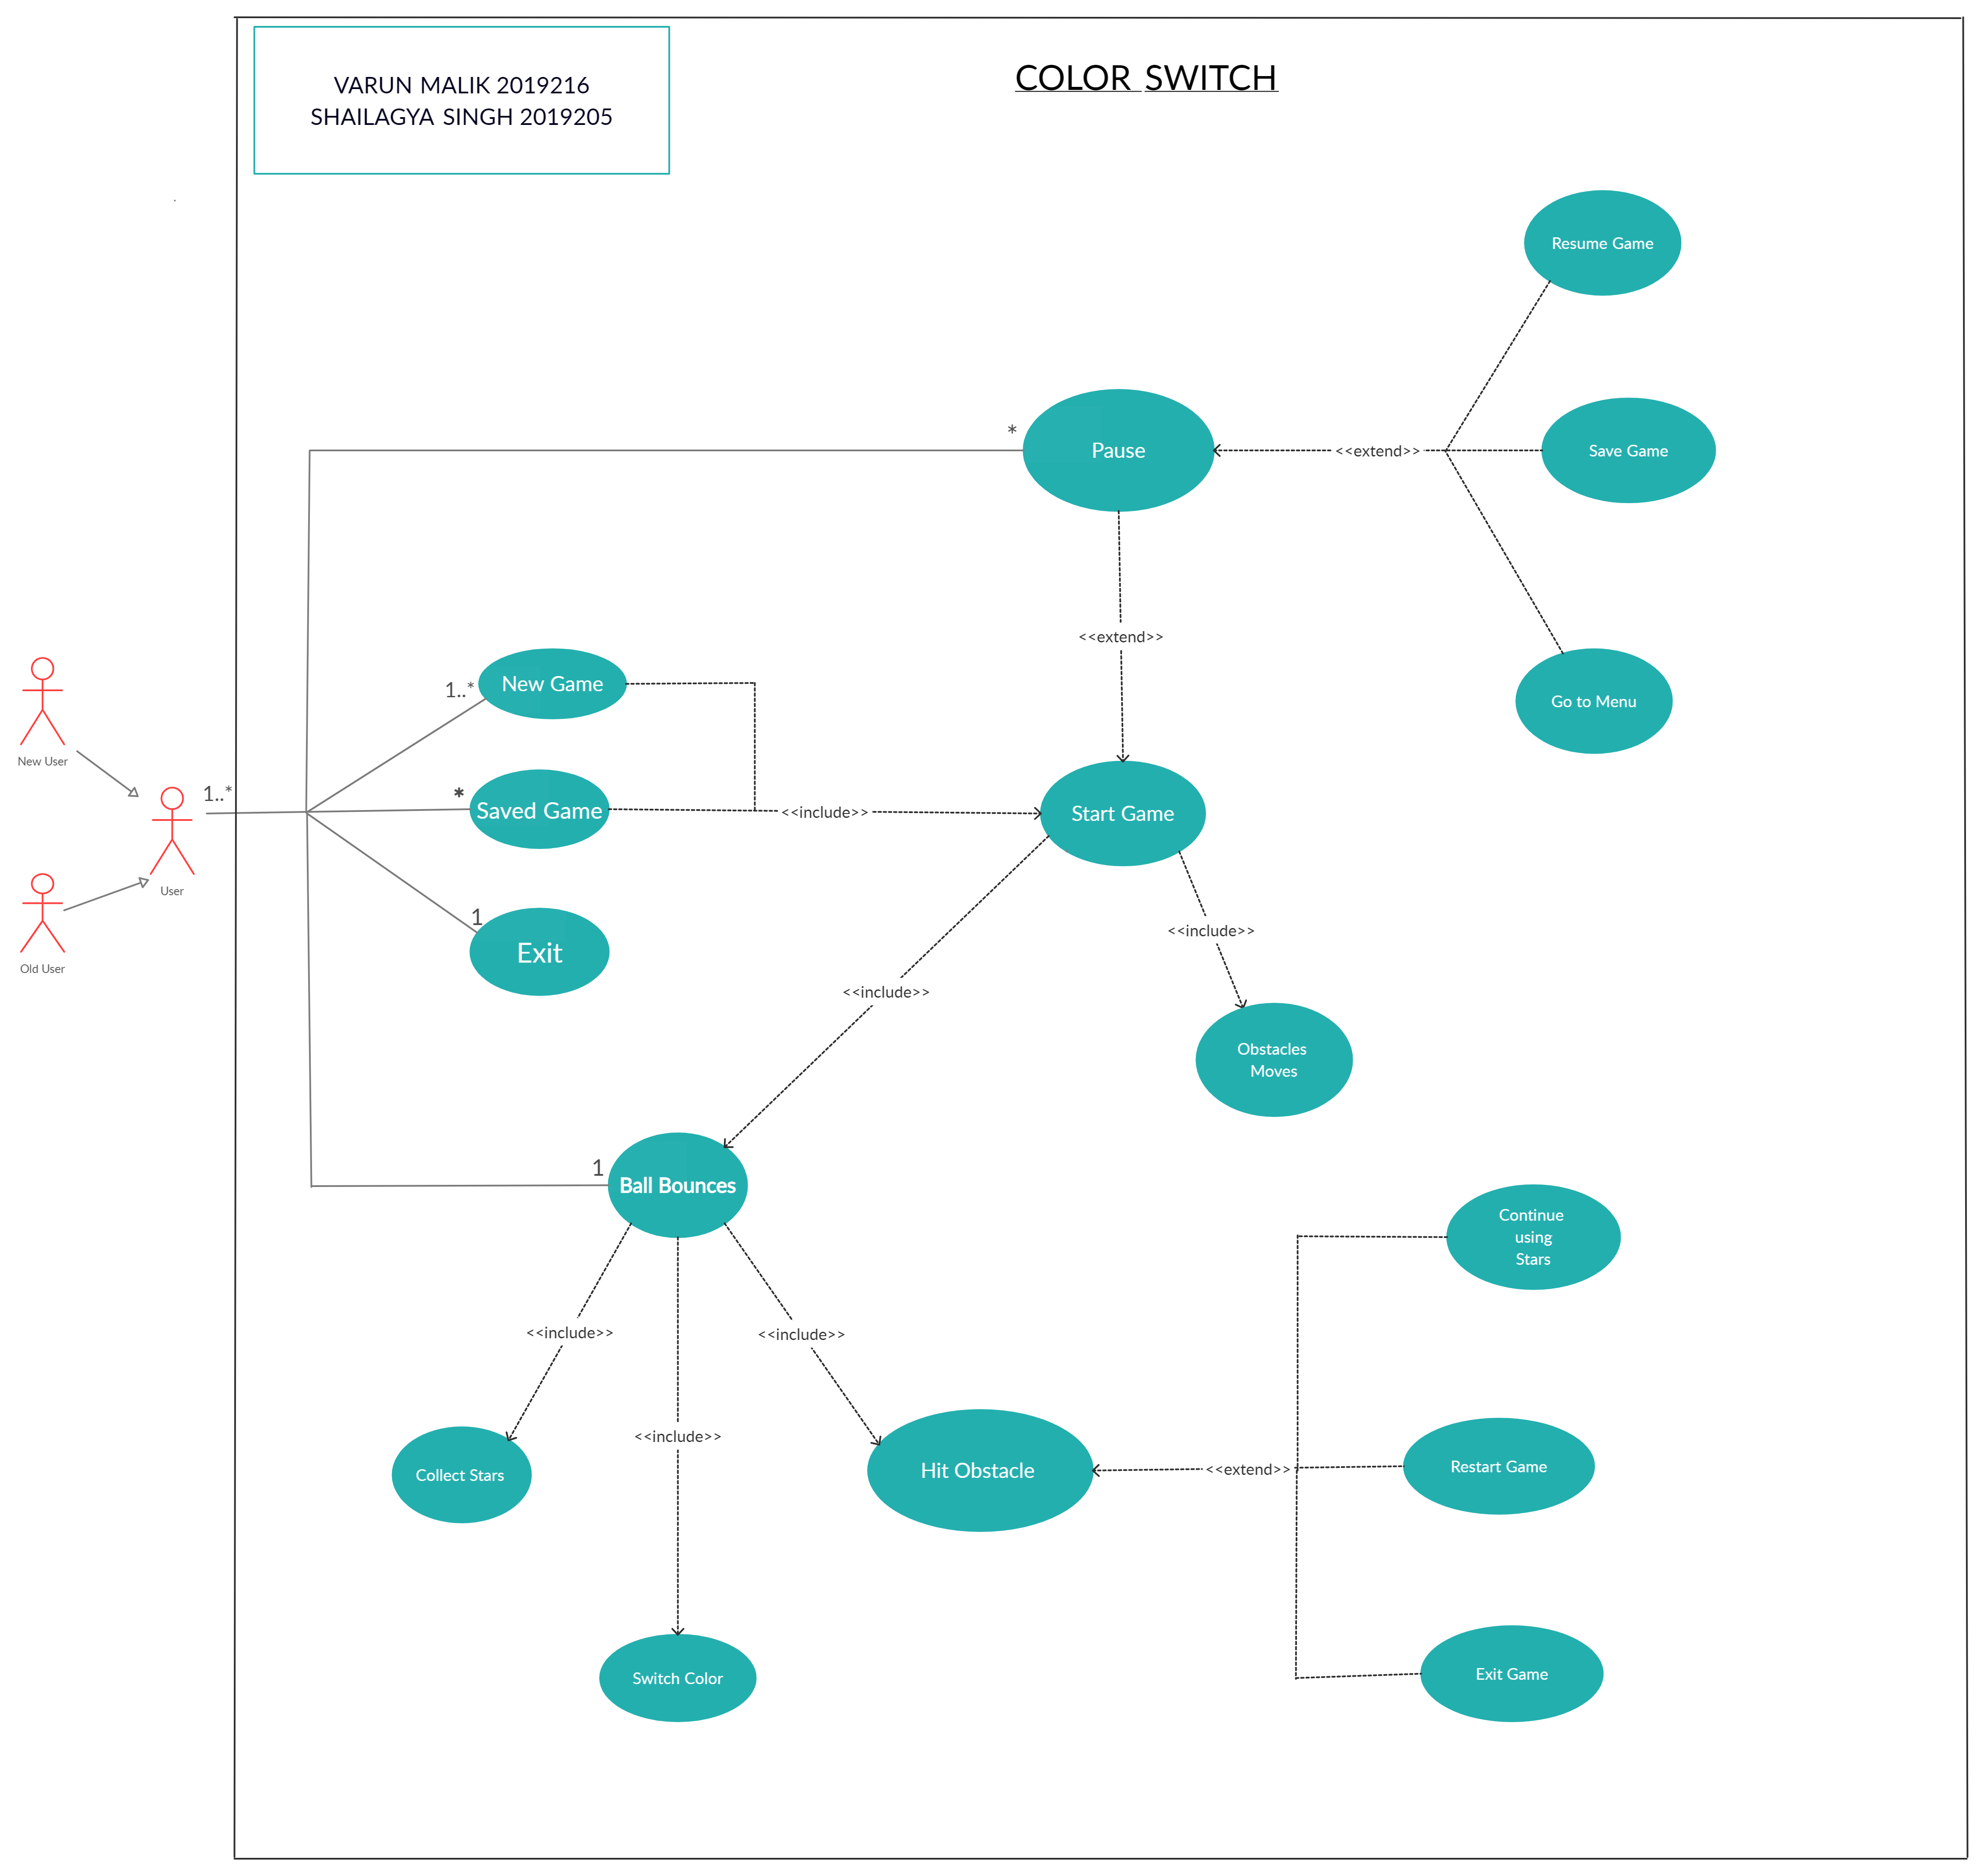 VARUN MALIK 2019216
SHAILAGYA SINGH 2019205
COLOR SWITCH
Resume Game
*
Pause
<<extend>>
Save Game
<<extend>>
New User
1..*
New Game
Go to Menu
1..*
User
*
Saved Game
<<include>>
Start Game
Old User
1
Exit
<<include>>
<<include>>
Obstacles
Moves
1
Ball Bounces
Continue
using
Stars
<<include>>
<<include>>
<<include>>
Collect Stars
Hit Obstacle
<<extend>>
Restart Game
Switch Color
Exit Game